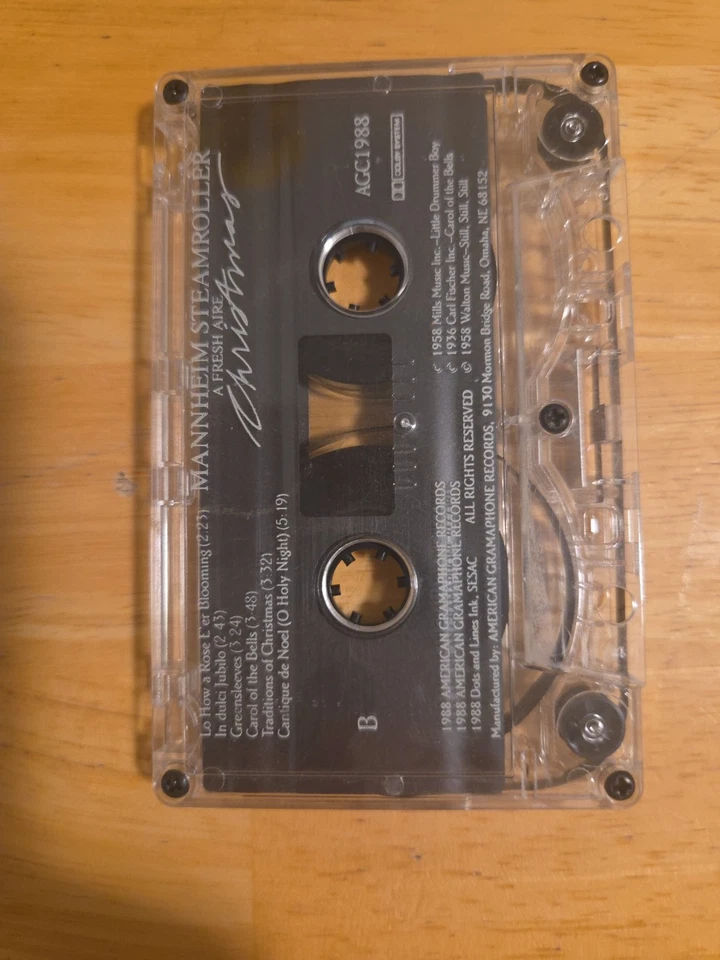 Lo How a Rose E'er Blooming (2:23)
In dulci Jubilo (2:43)
Greensleeves (3:24)
Carol of the Bells (3:48)
Traditions of Christmas (3:32)
Cantique de Noel (O Holy Night) (5:19)
MANNHEIM STEAMROLLER
A FRESH AIRE
Christmas
B
AGC1988
DOLBY SYSTEM
1988 AMERICAN GRAMAPHONE RECORDS
1988 AMERICAN GRAMAPHONE RECORDS
1988 Dots and Lines Ink, SESAC ALL RIGHTS RESERVED
© 1958 Mills Music Inc.–Little Drummer Boy
© 1936 Carl Fischer Inc.–Carol of the Bells
© 1958 Walton Music–Still, Still, Still
Manufactured by: AMERICAN GRAMAPHONE RECORDS, 9130 Mormon Bridge Road, Omaha, NE 68152